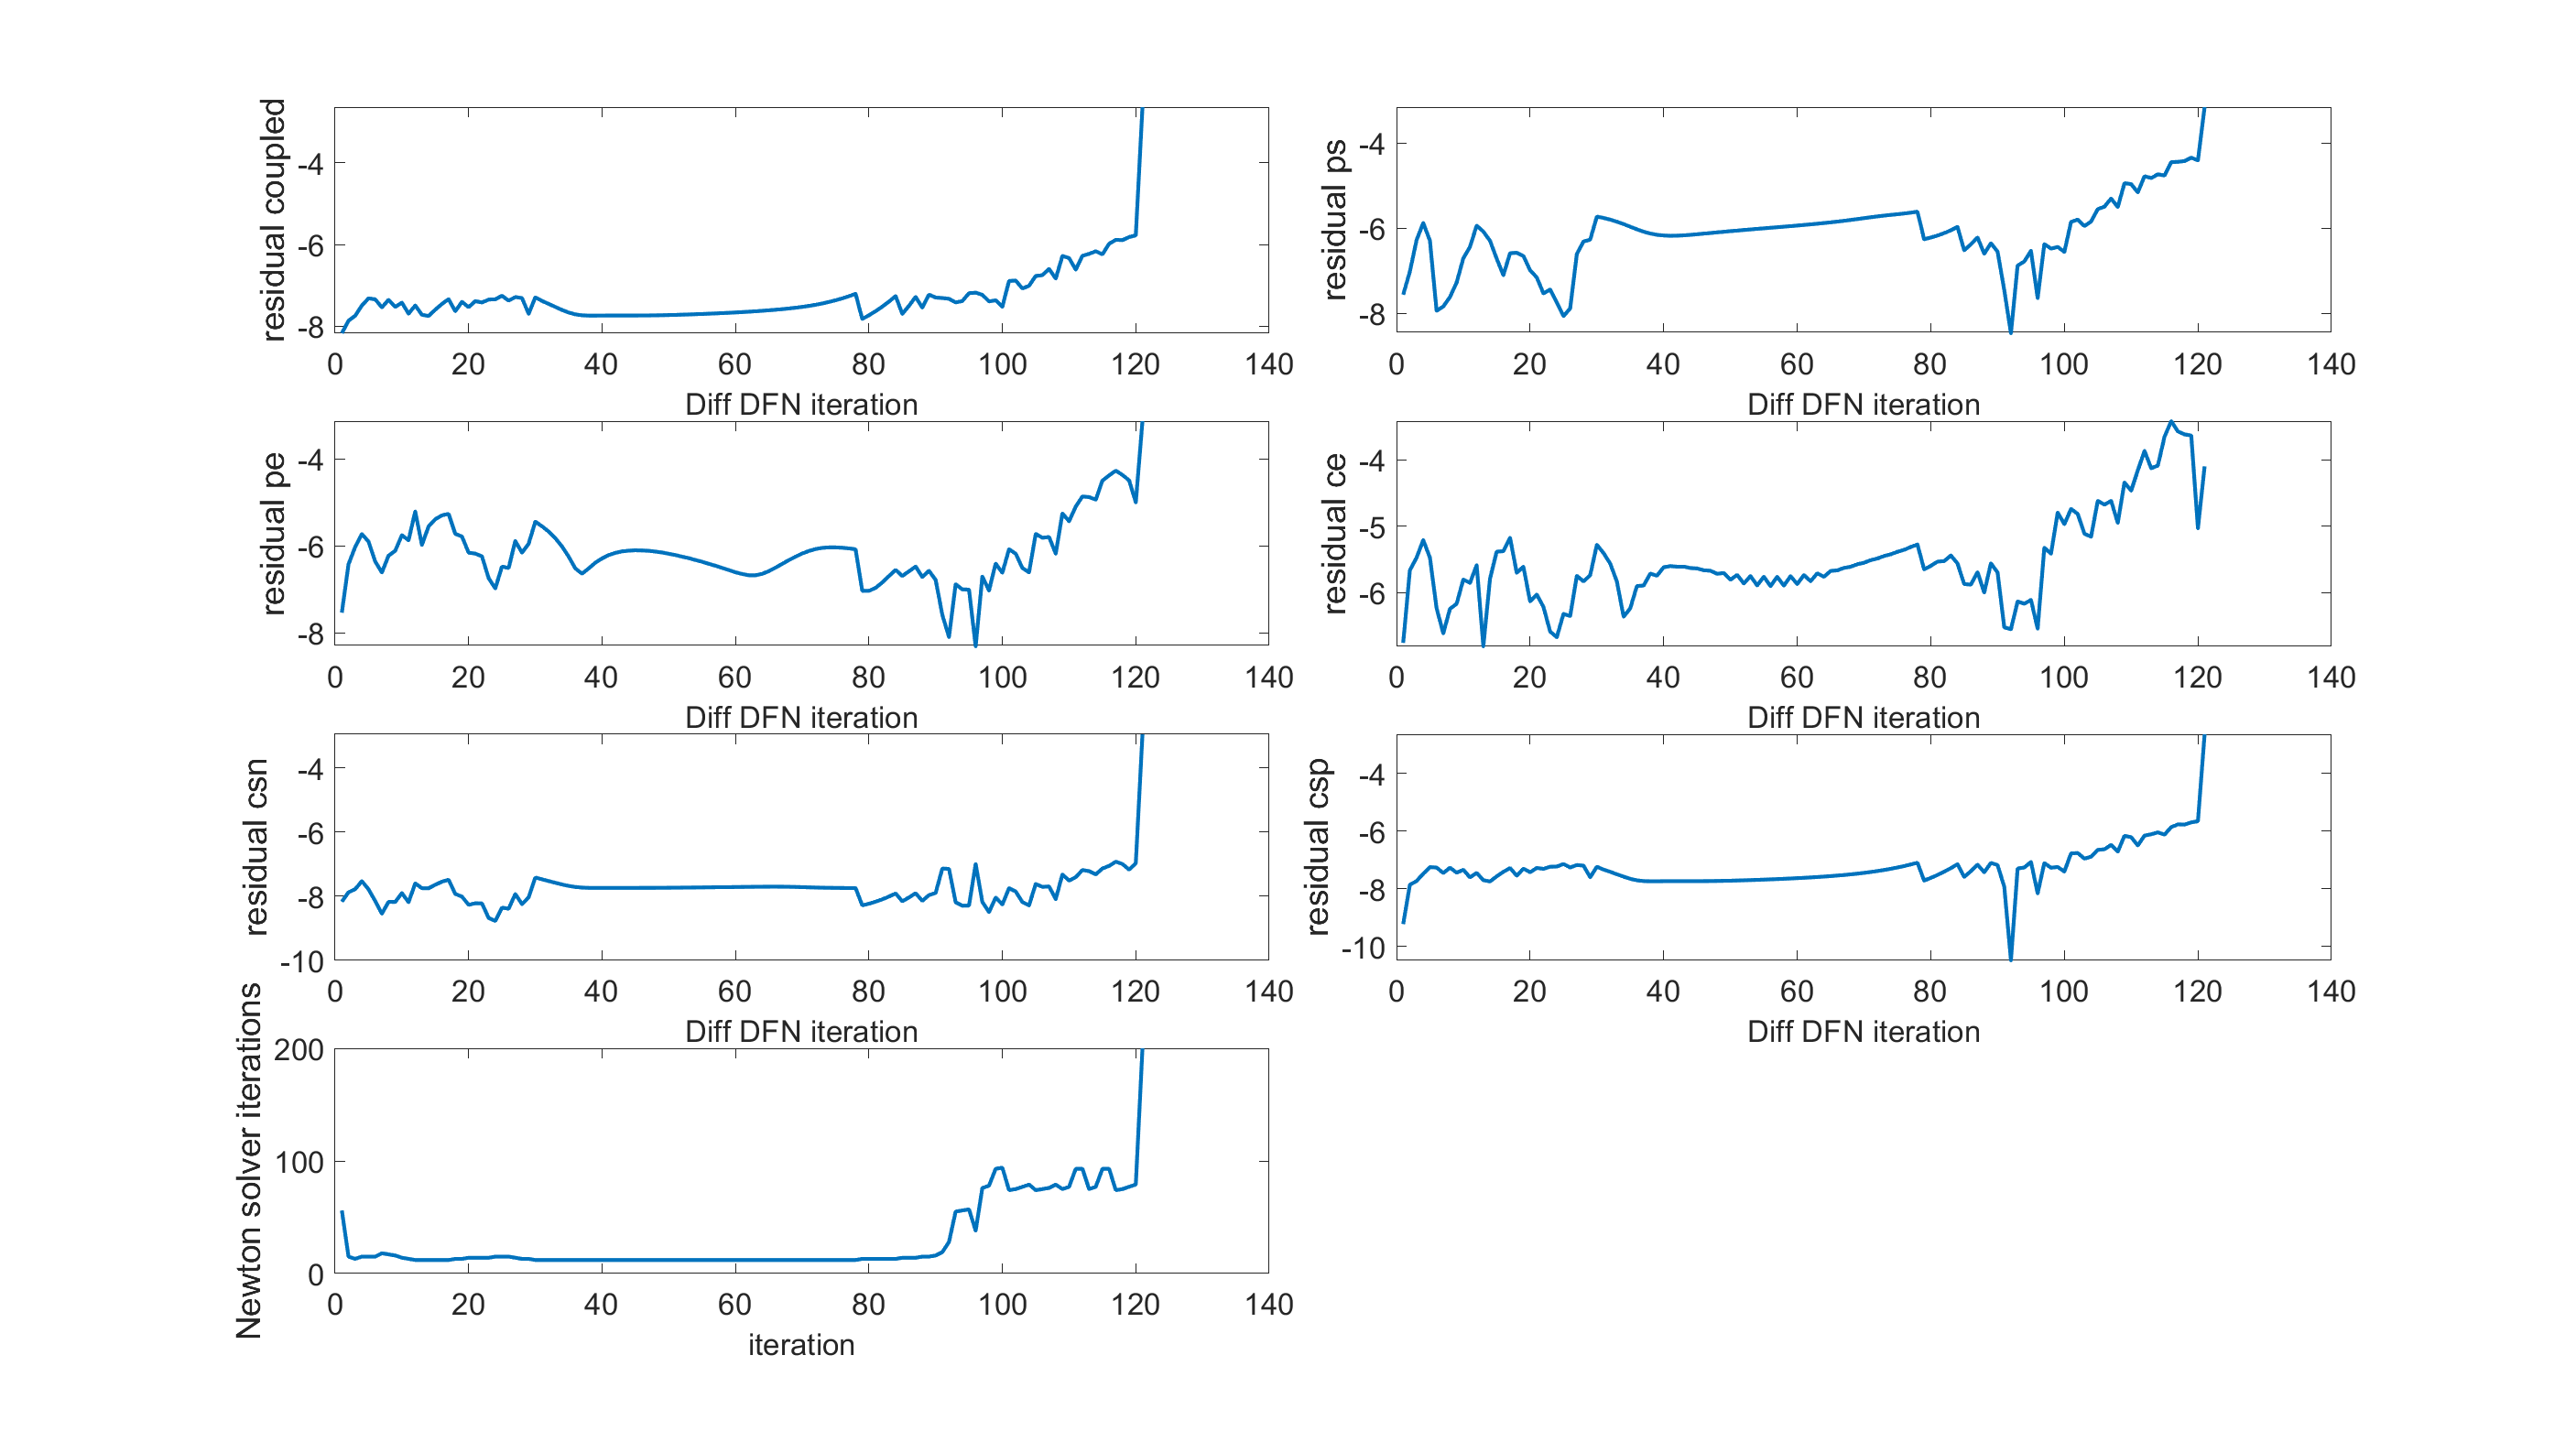 residual coupled
-4
-6
-8
0 20 40 60 80 100 120 140
Diff DFN iteration
residual ps
-4
-6
-8
0 20 40 60 80 100 120 140
Diff DFN iteration
residual pe
-4
-6
-8
0 20 40 60 80 100 120 140
Diff DFN iteration
residual ce
-4
-5
-6
0 20 40 60 80 100 120 140
Diff DFN iteration
residual csn
-4
-6
-8
-10
0 20 40 60 80 100 120 140
Diff DFN iteration
residual csp
-4
-6
-8
-10
0 20 40 60 80 100 120 140
Diff DFN iteration
Newton solver iterations
200
100
0
0 20 40 60 80 100 120 140
iteration